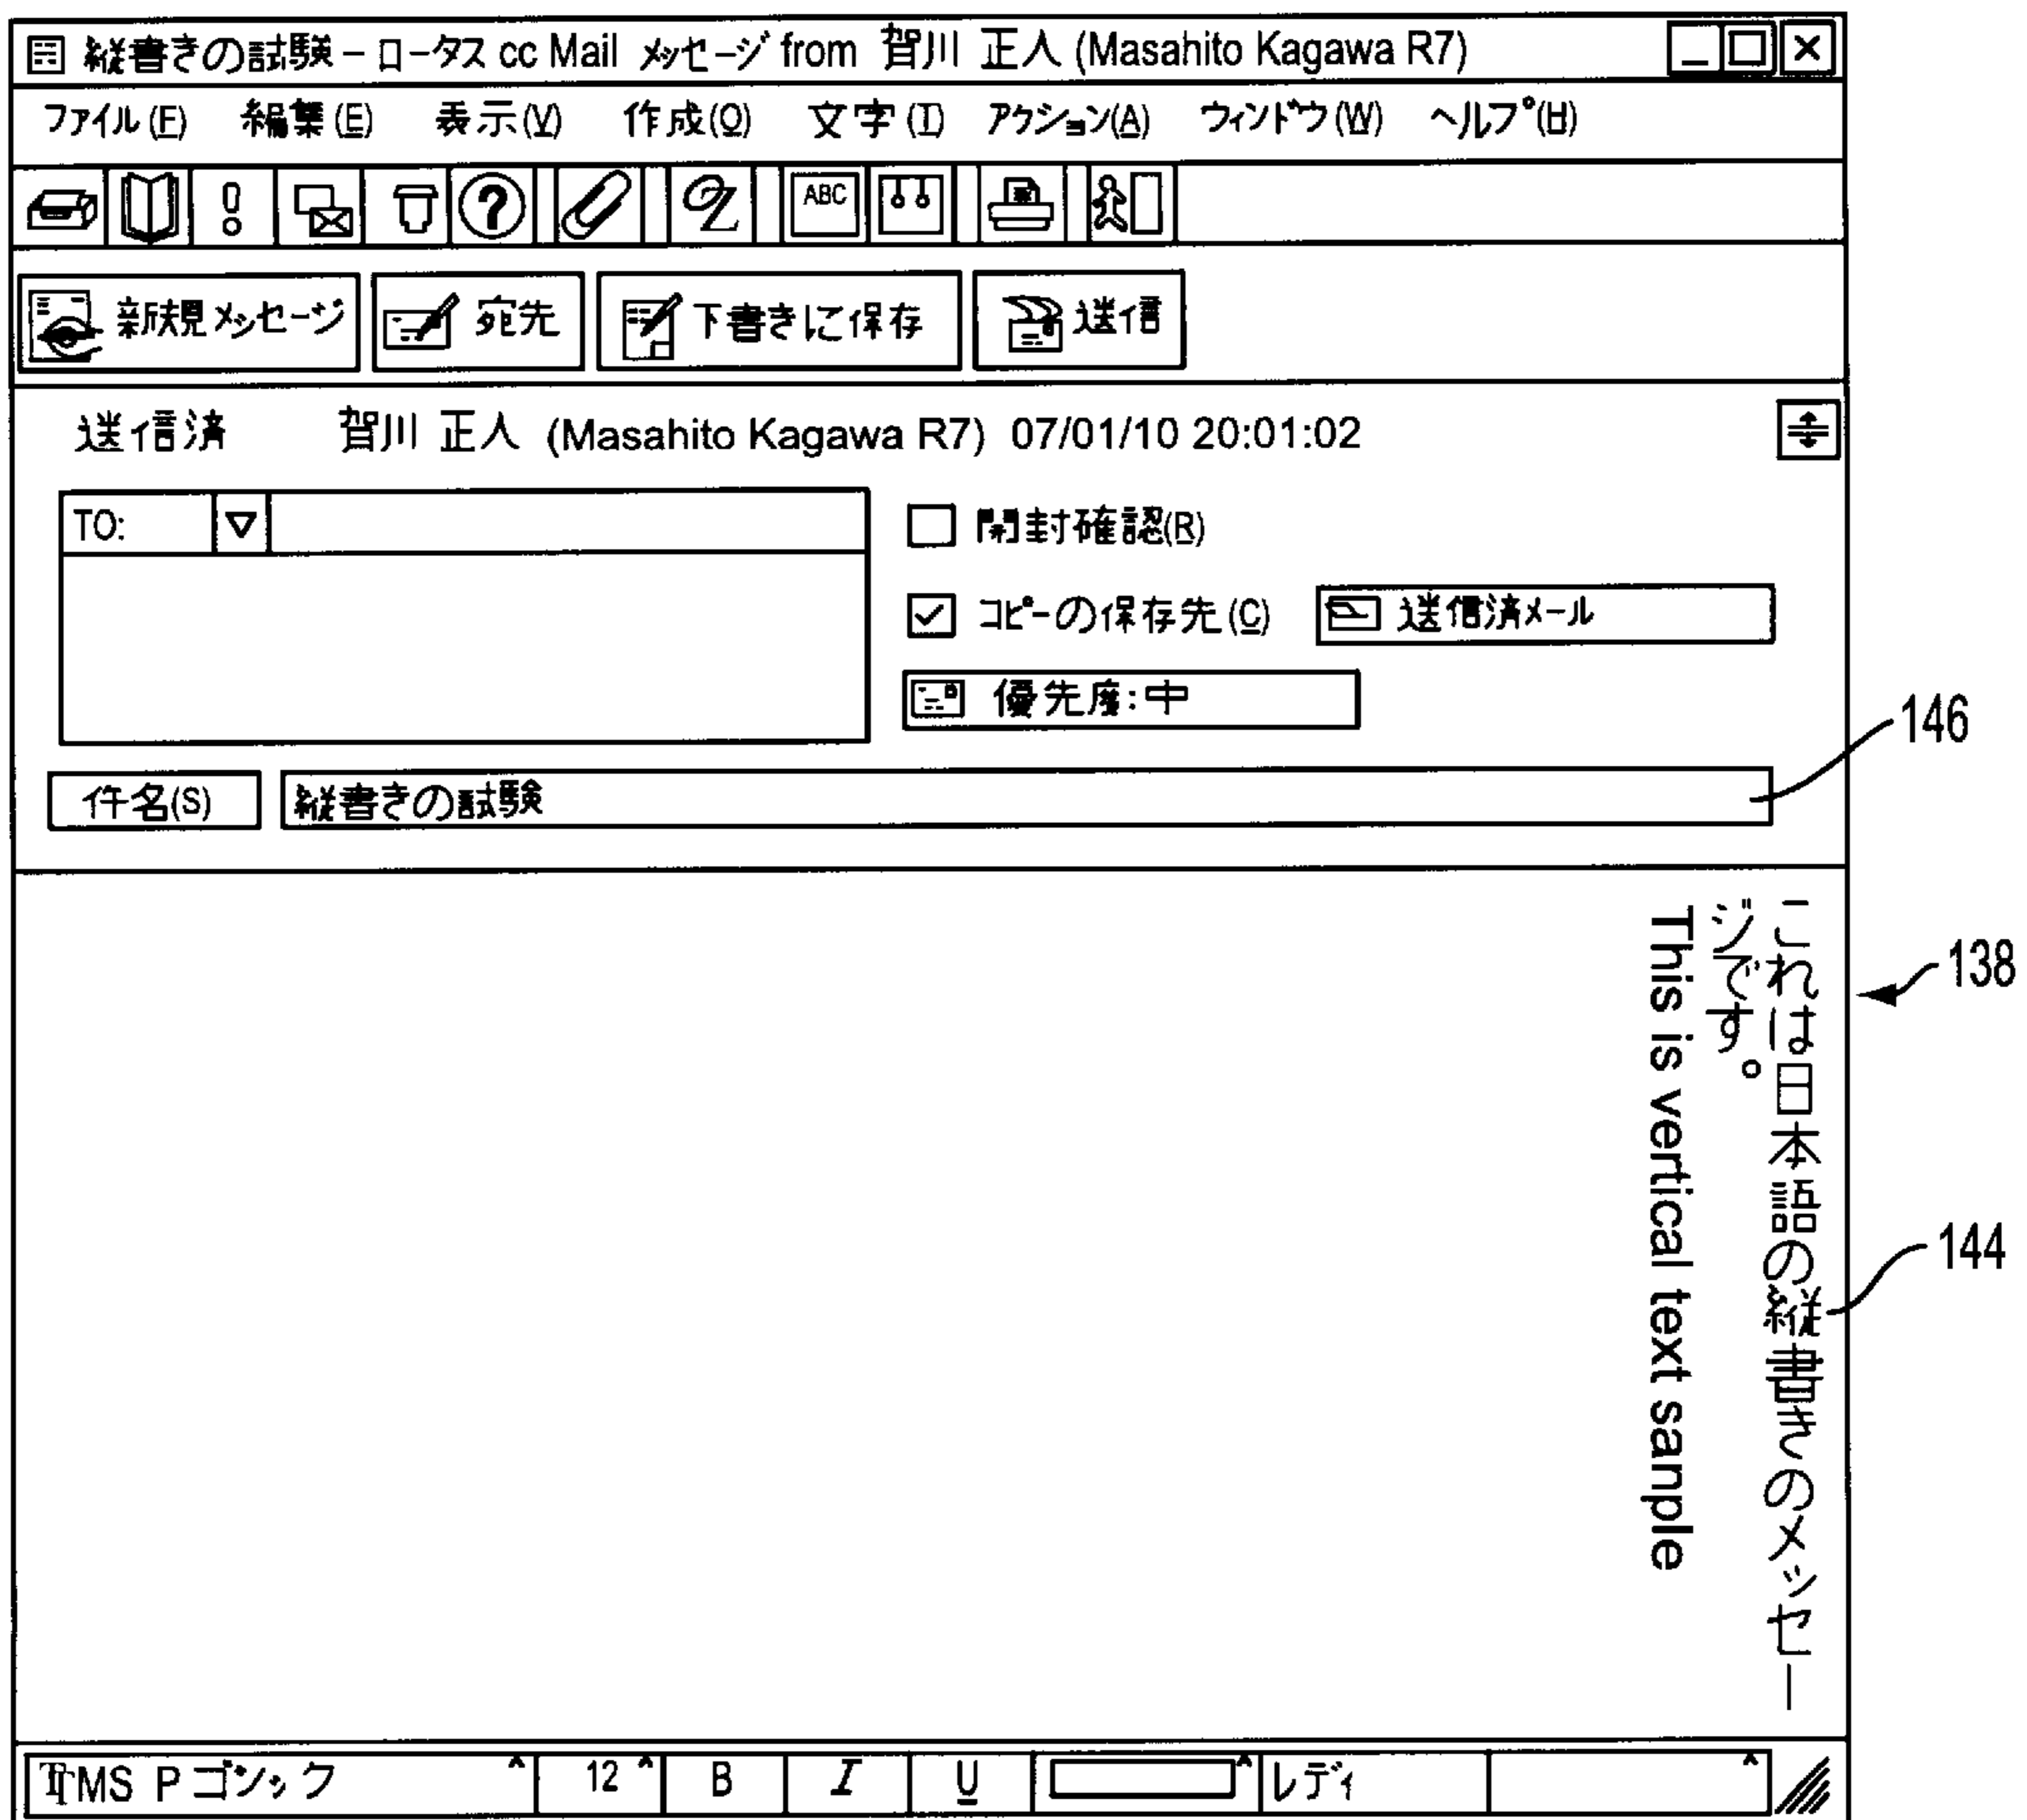 縦書きの試験 - ロータス cc Mail メッセージ from 賀川 正人 (Masahito Kagawa R7)
ファイル(F) 編集(E) 表示(V) 作成(O) 文字(T) アクション(A) ウィンドウ(W) ヘルプ(H)
ABC
新規メッセージ 宛先 下書きに保存 送信
送信済 賀川 正人 (Masahito Kagawa R7) 07/01/10 20:01:02
TO:
開封確認(R)
コピーの保存先(C) 送信済メール
優先度:中
146
件名(S) 縦書きの試験
これは日本語の縦書きのメッセー
ジです。
This is vertical text sanple
138
144
MS P ゴシック 12 B I U レディ